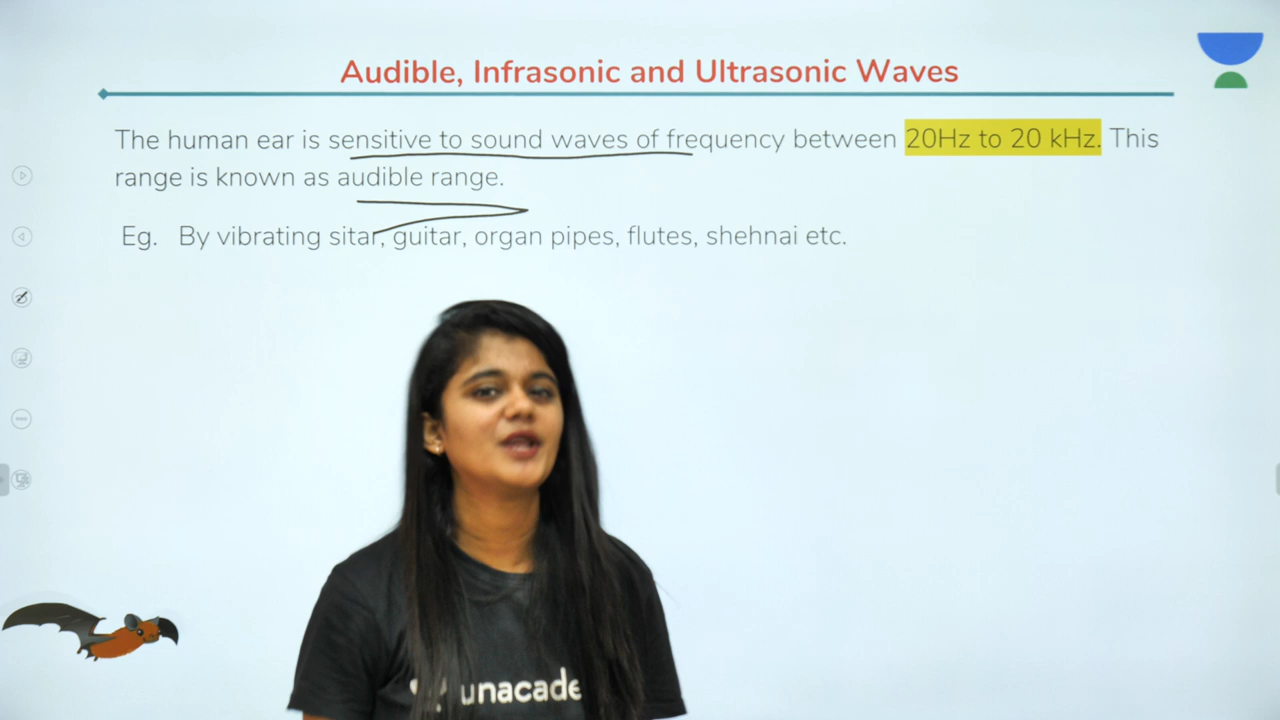 Audible, Infrasonic and Ultrasonic Waves
The human ear is sensitive to sound waves of frequency between 20Hz to 20 kHz. This
range is known as audible range.
Eg. By vibrating sitar, guitar, organ pipes, flutes, shehnai etc.
unacade